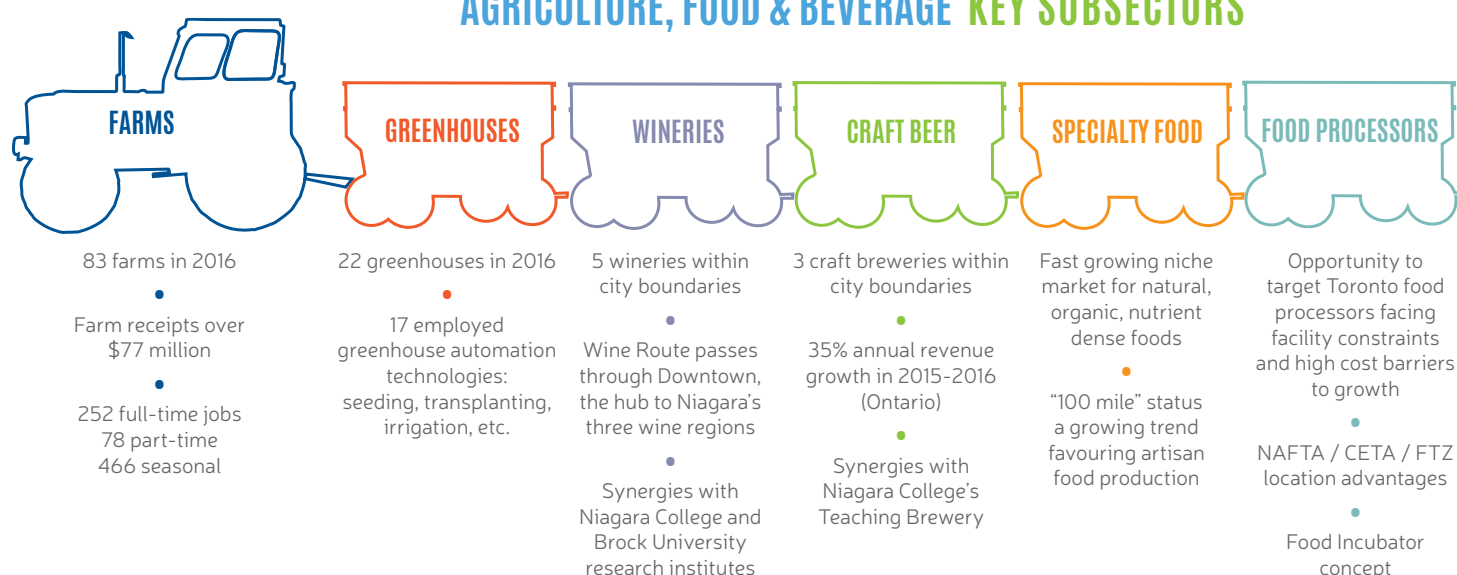 AGRICULTURE, FOOD & BEVERAGE KEY SUBSECTORS
FARMS
83 farms in 2016
•
Farm receipts over
$77 million
•
252 full-time jobs
78 part-time
466 seasonal
GREENHOUSES
22 greenhouses in 2016
•
17 employed
greenhouse automation
technologies:
seeding, transplanting,
irrigation, etc.
WINERIES
5 wineries within
city boundaries
•
Wine Route passes
through Downtown,
the hub to Niagara’s
three wine regions
•
Synergies with
Niagara College and
Brock University
research institutes
CRAFT BEER
3 craft breweries within
city boundaries
•
35% annual revenue
growth in 2015-2016
(Ontario)
•
Synergies with
Niagara College’s
Teaching Brewery
SPECIALTY FOOD
Fast growing niche
market for natural,
organic, nutrient
dense foods
•
“100 mile” status
a growing trend
favouring artisan
food production
FOOD PROCESSORS
Opportunity to
target Toronto food
processors facing
facility constraints
and high cost barriers
to growth
•
NAFTA / CETA / FTZ
location advantages
•
Food Incubator
concept